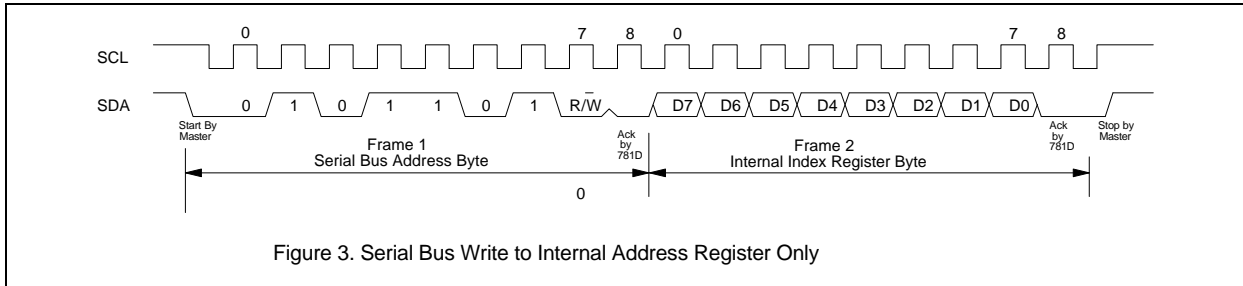 0 7 8 0 7 8
SCL
SDA 0 1 0 1 1 0 1 R/W D7 D6 D5 D4 D3 D2 D1 D0
Start By
Master
Ack
by
781D
Ack
by
781D
Stop by
Master
Frame 1
Serial Bus Address Byte
Frame 2
Internal Index Register Byte
0
Figure 3. Serial Bus Write to Internal Address Register Only